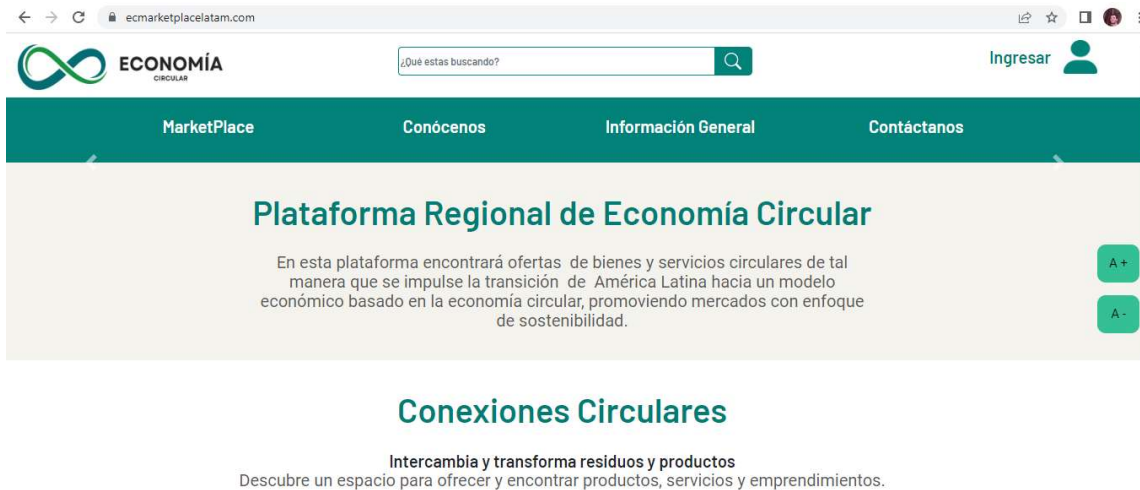 ecmarketplacelatam.com
ECONOMÍA
CIRCULAR
¿Qué estas buscando?
Ingresar
MarketPlace Conócenos Información General Contáctanos
Plataforma Regional de Economía Circular
En esta plataforma encontrará ofertas de bienes y servicios circulares de tal
manera que se impulse la transición de América Latina hacia un modelo
económico basado en la economía circular, promoviendo mercados con enfoque
de sostenibilidad.
A +
A -
Conexiones Circulares
Intercambia y transforma residuos y productos
Descubre un espacio para ofrecer y encontrar productos, servicios y emprendimientos.